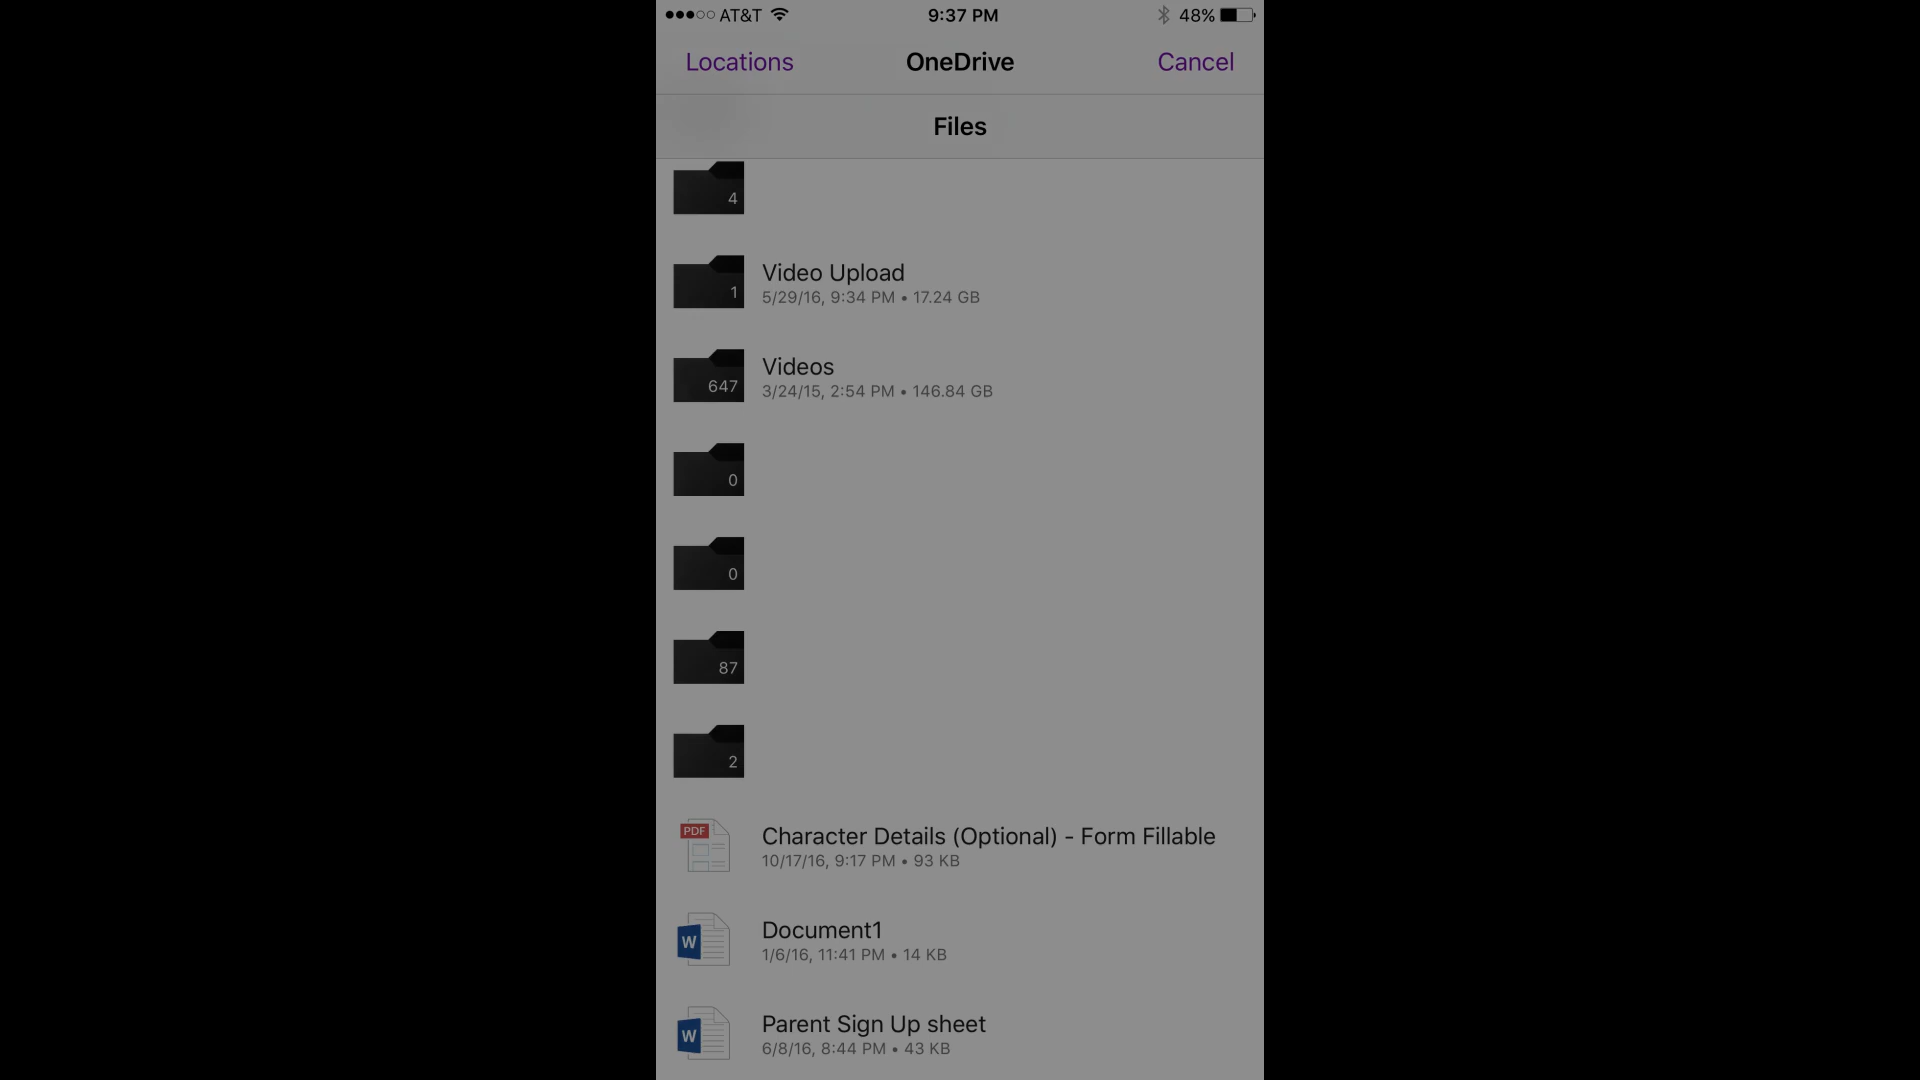 AT&T 9:37 PM 48%
Locations OneDrive Cancel
Files
4
1
Video Upload
5/29/16, 9:34 PM • 17.24 GB
647
Videos
3/24/15, 2:54 PM • 146.84 GB
0
0
87
2
PDF
Character Details (Optional) - Form Fillable
10/17/16, 9:17 PM • 93 KB
W
Document1
1/6/16, 11:41 PM • 14 KB
W
Parent Sign Up sheet
6/8/16, 8:44 PM • 43 KB